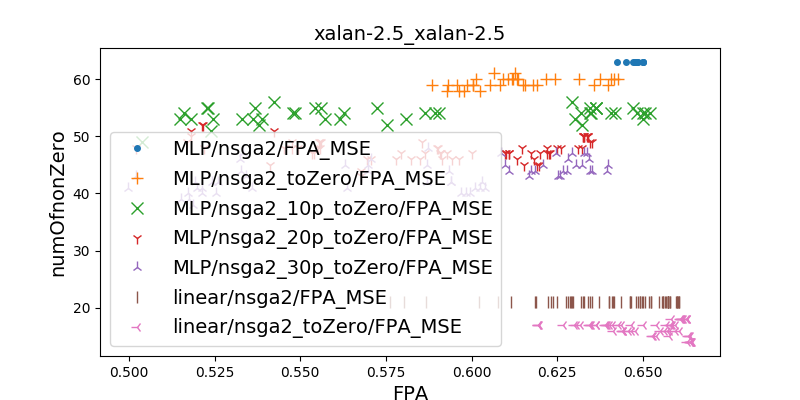 xalan-2.5_xalan-2.5
numOfnonZero
60
50
40
30
20
MLP/nsga2/FPA_MSE
MLP/nsga2_toZero/FPA_MSE
MLP/nsga2_10p_toZero/FPA_MSE
MLP/nsga2_20p_toZero/FPA_MSE
MLP/nsga2_30p_toZero/FPA_MSE
linear/nsga2/FPA_MSE
linear/nsga2_toZero/FPA_MSE
0.500 0.525 0.550 0.575 0.600 0.625 0.650
FPA